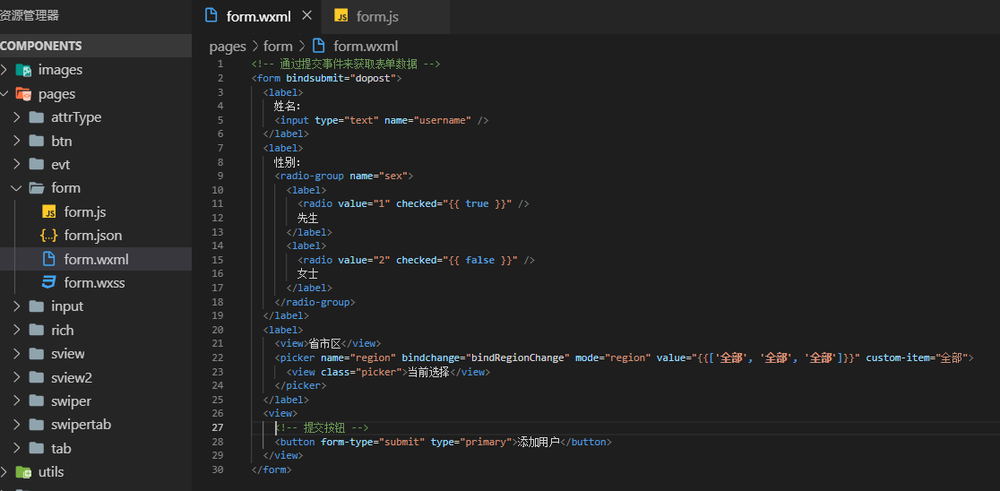 资源管理器
COMPONENTS
images
pages
attrType
btn
evt
form
form.js
form.json
form.wxml
form.wxss
input
rich
sview
sview2
swiper
swipertab
tab
utils
form.wxml
form.js
pages > form > form.wxml
1 <!-- 通过提交事件来获取表单数据 -->
2 <form bindsubmit="dopost">
3 <label>
4 姓名:
5 <input type="text" name="username" />
6 </label>
7 <label>
8 性别:
9 <radio-group name="sex">
10 <label>
11 <radio value="1" checked="{{ true }}" />
12 先生
13 </label>
14 <label>
15 <radio value="2" checked="{{ false }}" />
16 女士
17 </label>
18 </radio-group>
19 </label>
20 <label>
21 <view>省市区</view>
22 <picker name="region" bindchange="bindRegionChange" mode="region" value="{{['全部', '全部', '全部']}}" custom-item="全部">
23 <view class="picker">当前选择</view>
24 </picker>
25 </label>
26 <view>
27 <!-- 提交按钮 -->
28 <button form-type="submit" type="primary">添加用户</button>
29 </view>
30 </form>